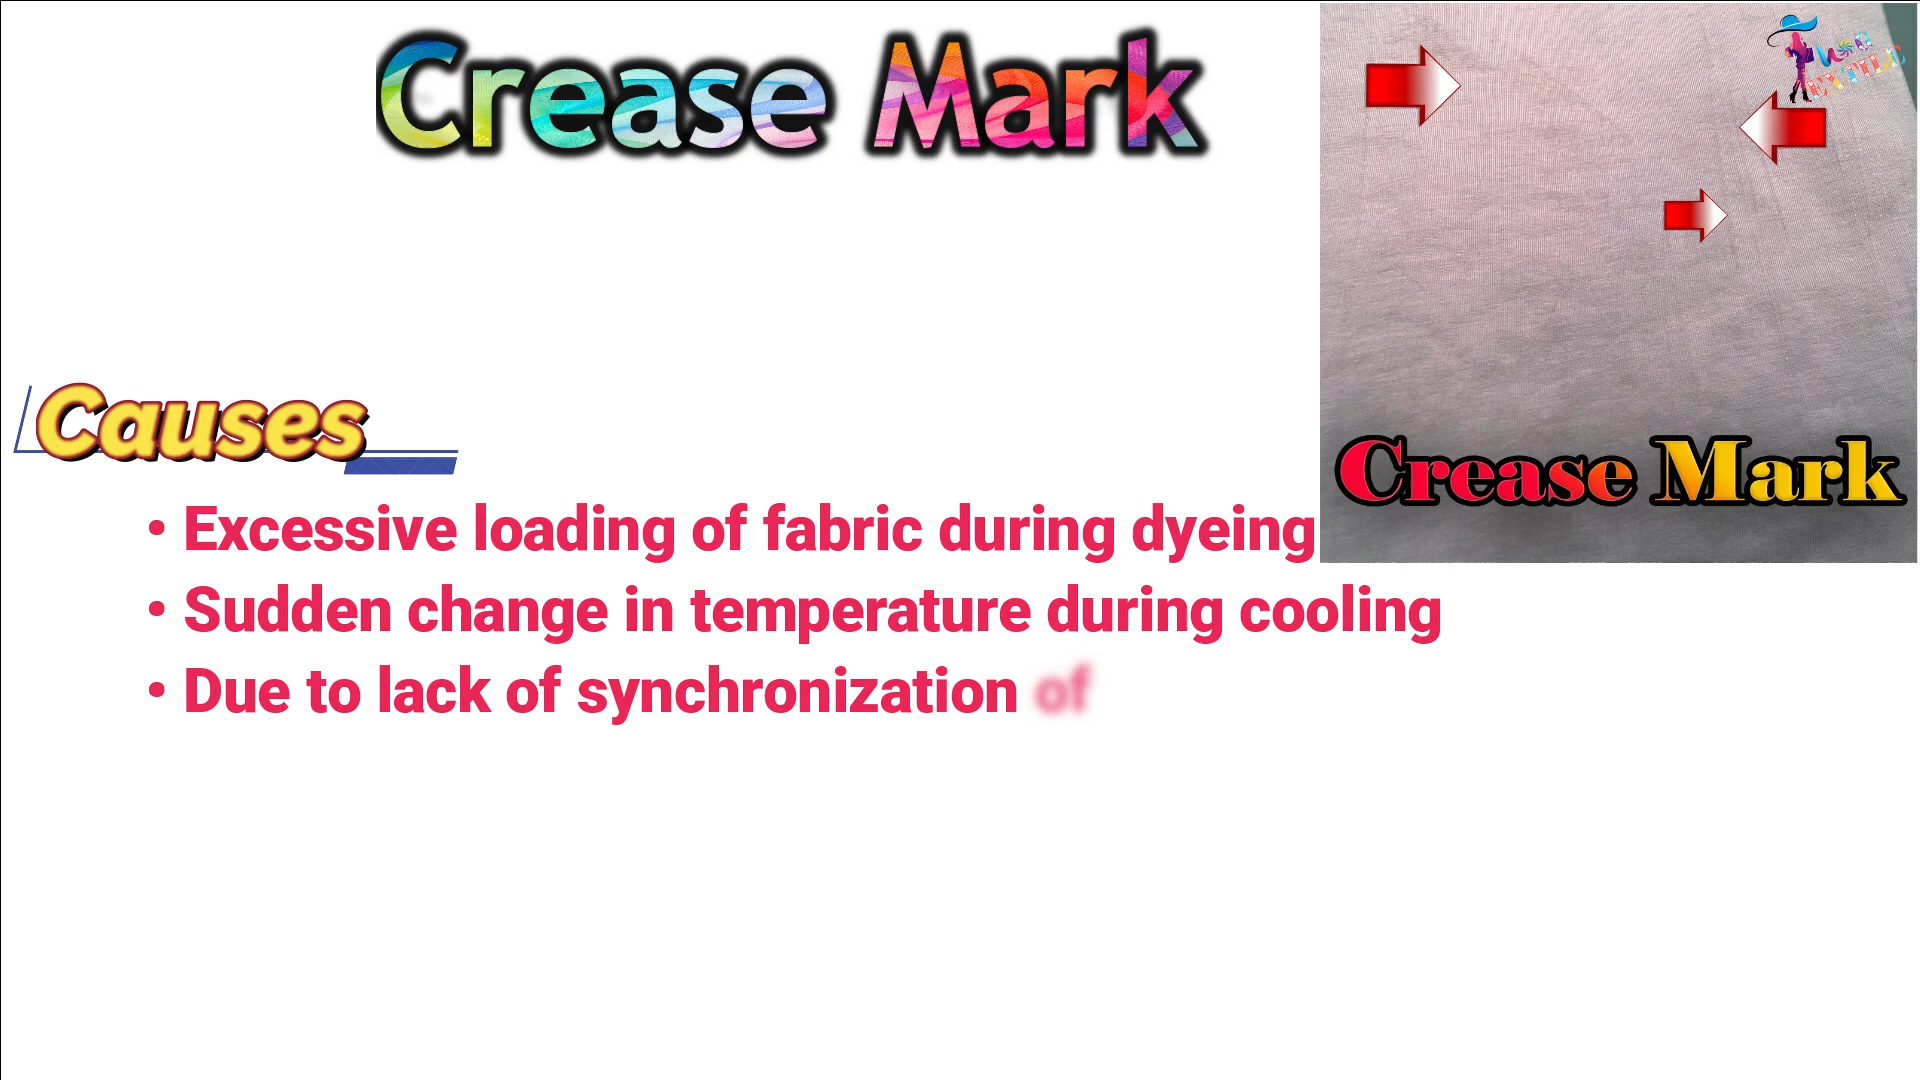 Crease Mark
Causes
• Excessive loading of fabric during dyeing
• Sudden change in temperature during cooling
• Due to lack of synchronization of
Crease Mark